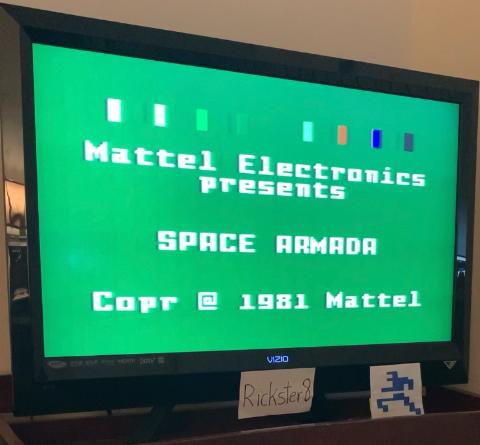 Mattel Electronics
presents
SPACE ARMADA
Copr @ 1981 Mattel
VIZIO
Rickster8